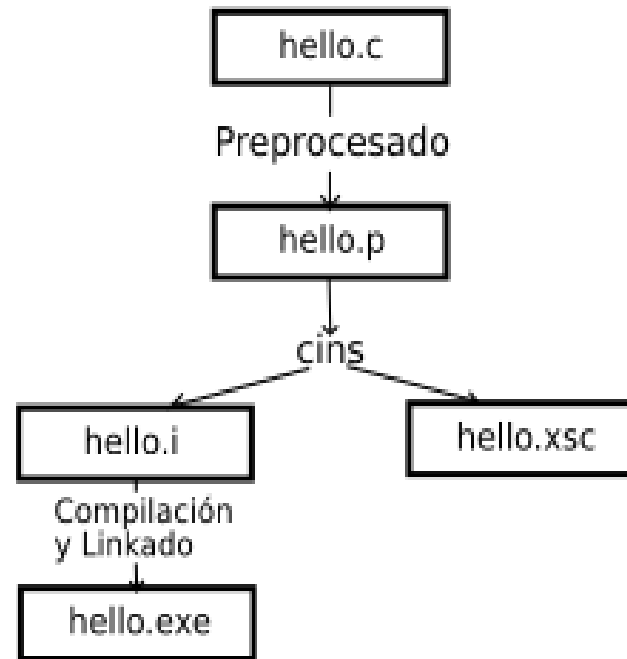 hello.c
Preprocesado
hello.p
cins
hello.i
hello.xsc
Compilación
y Linkado
hello.exe